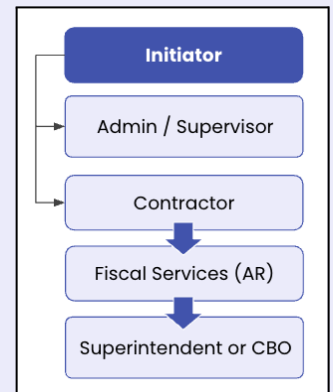 Initiator
Admin / Supervisor
Contractor
Fiscal Services (AR)
Superintendent or CBO